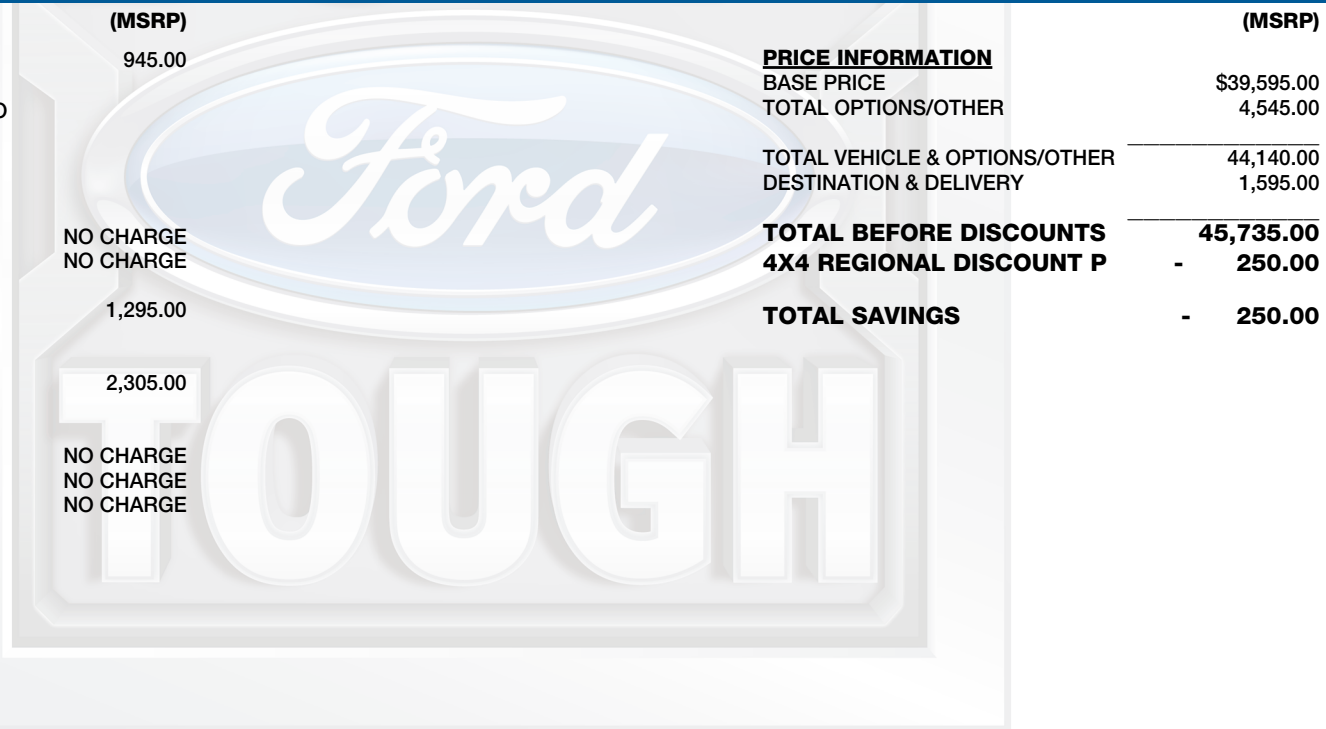 (MSRP)
945.00
NO CHARGE
NO CHARGE
1,295.00
2,305.00
NO CHARGE
NO CHARGE
NO CHARGE
Ford
TOUGH
(MSRP)
PRICE INFORMATION
BASE PRICE $39,595.00
TOTAL OPTIONS/OTHER 4,545.00
TOTAL VEHICLE & OPTIONS/OTHER 44,140.00
DESTINATION & DELIVERY 1,595.00
TOTAL BEFORE DISCOUNTS 45,735.00
4X4 REGIONAL DISCOUNT P - 250.00
TOTAL SAVINGS - 250.00